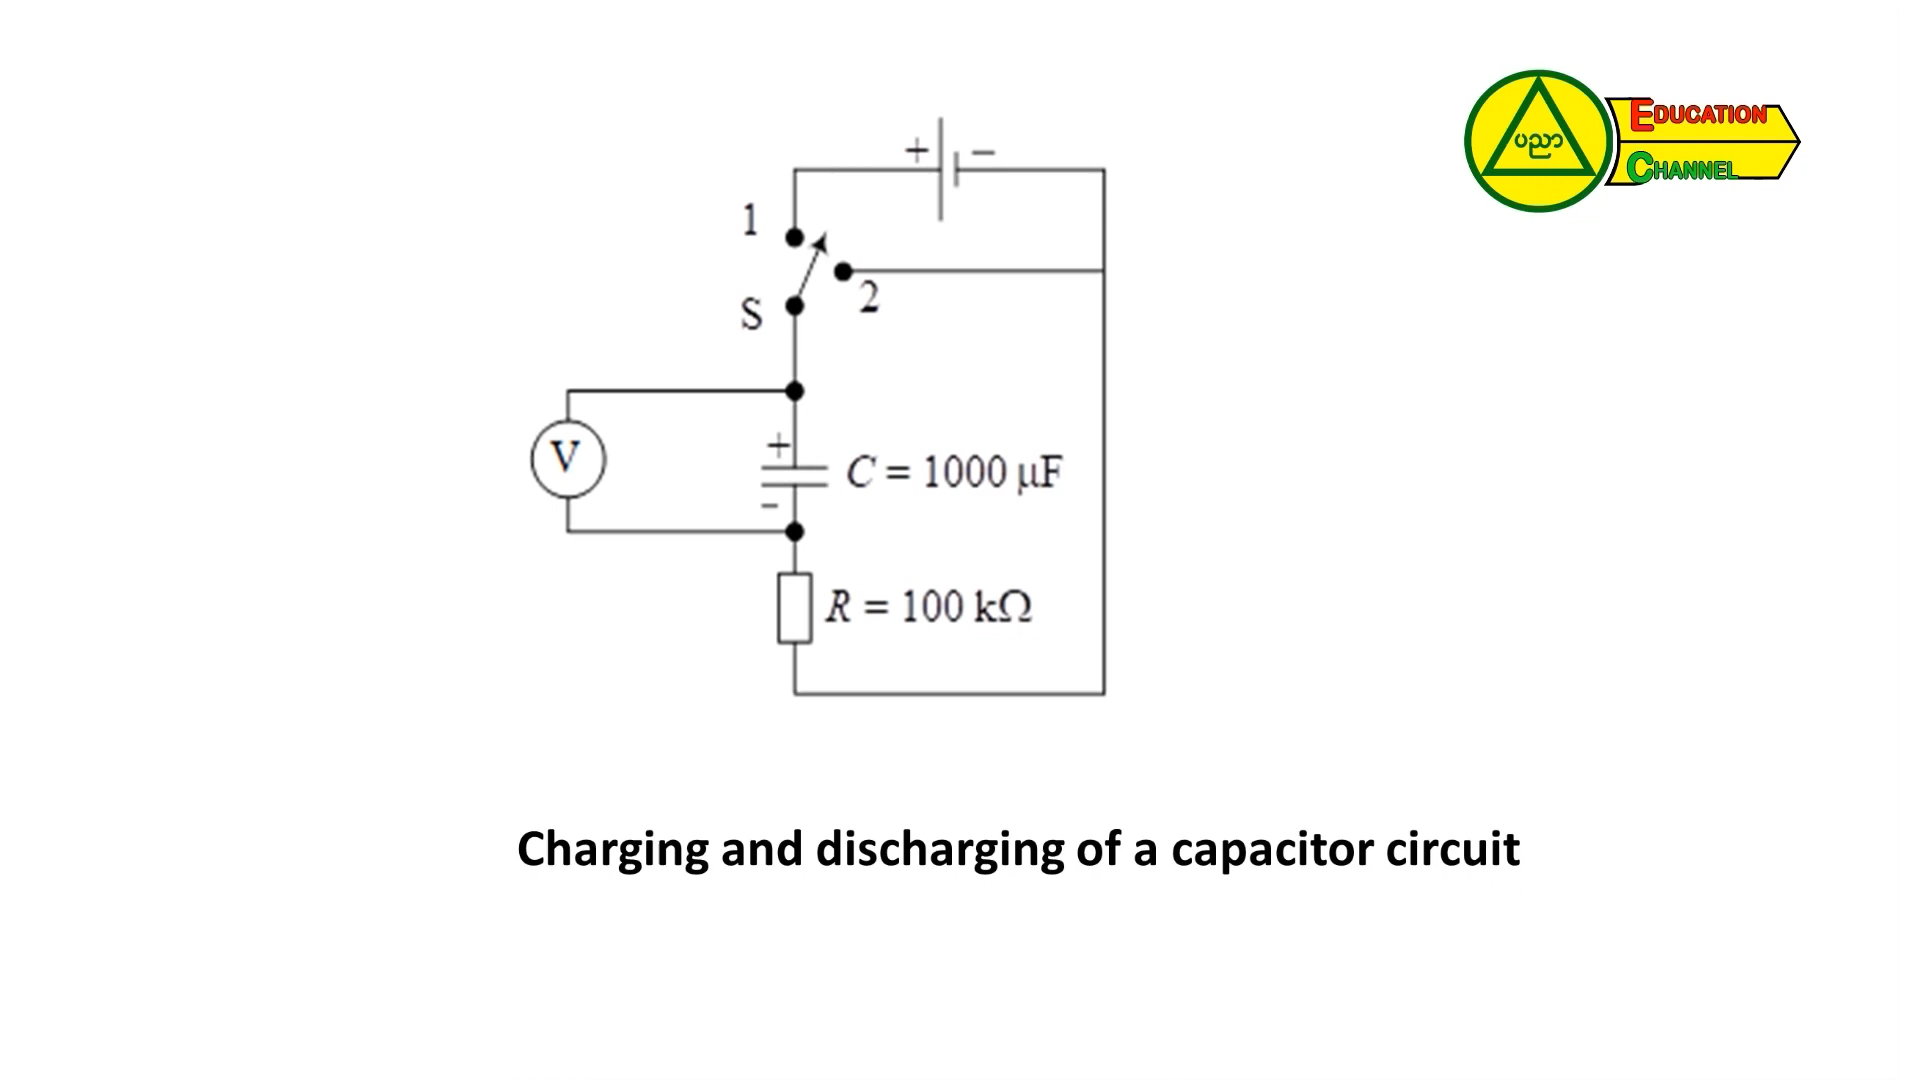 EDUCATION
CHANNEL
ပညာ
+ −
1
S
2
V
+
−
C = 1000 µF
R = 100 kΩ
Charging and discharging of a capacitor circuit